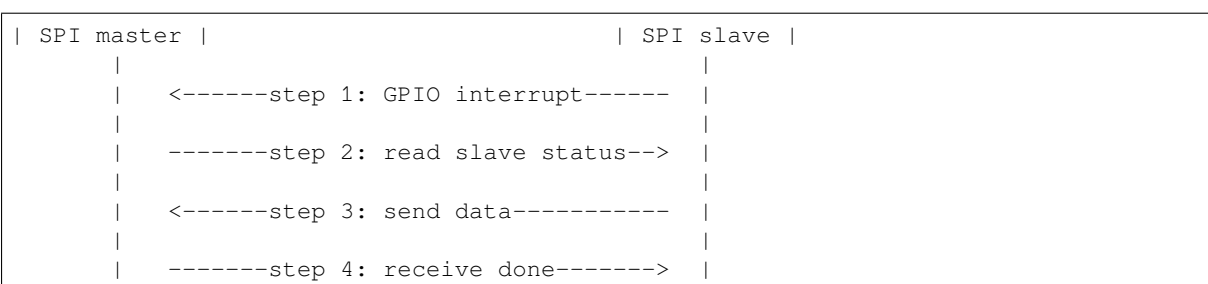 | SPI master |                                  | SPI slave |
      |                                                |
      |   <------step 1: GPIO interrupt------  |
      |                                                |
      |   -------step 2: read slave status-->  |
      |                                                |
      |   <------step 3: send data-----------  |
      |                                                |
      |   -------step 4: receive done------->  |